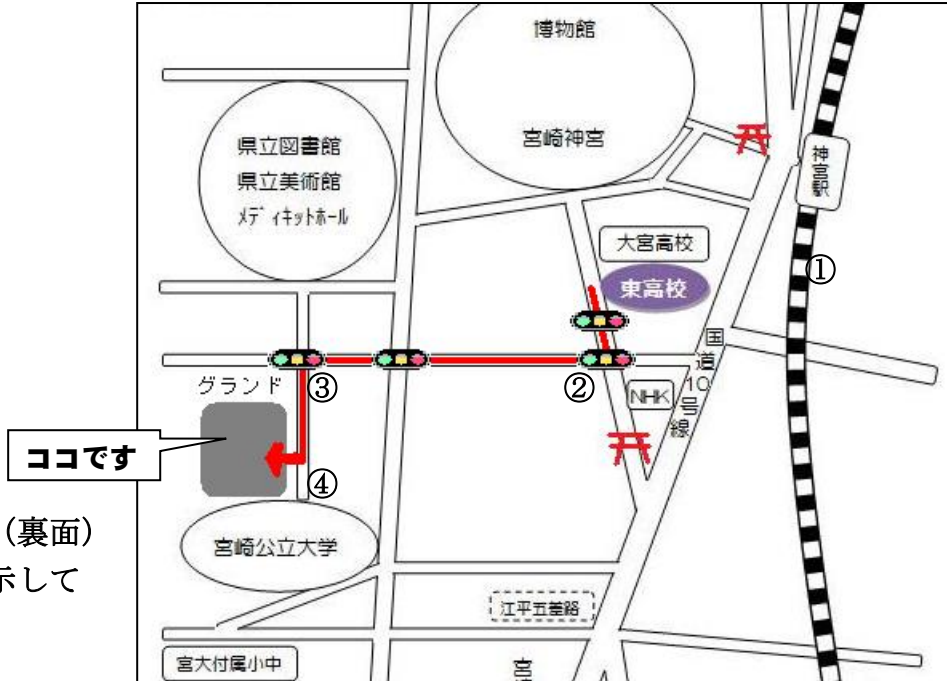 博物館
宮崎神宮
県立図書館
県立美術館
ﾒﾃﾞｨｷｯﾄホール
神宮駅
大宮高校
東高校
①
国道10号線
グランド
③
②
NHK
ココです
④
（裏面）
宮崎公立大学
示して
江平五差路
宮大付属小中
宮